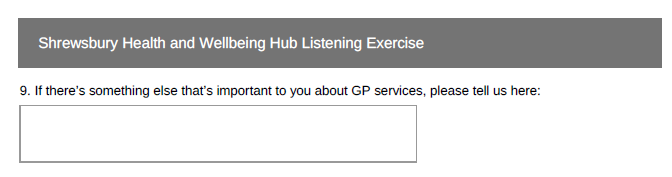 Shrewsbury Health and Wellbeing Hub Listening Exercise
9. If there’s something else that’s important to you about GP services, please tell us here: